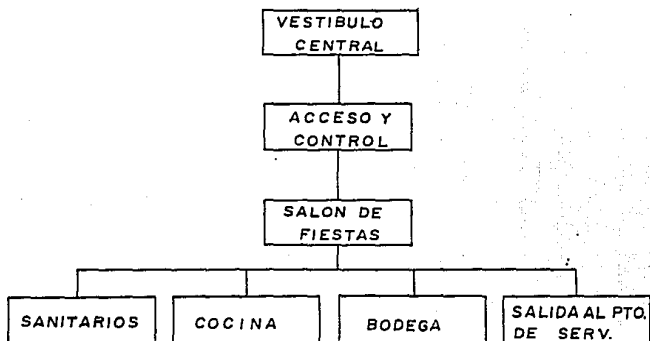 VESTIBULO
CENTRAL
ACCESO Y
CONTROL
SALON DE
FIESTAS
SANITARIOS
COCINA
BODEGA
SALIDA AL PTO.
DE SERV.